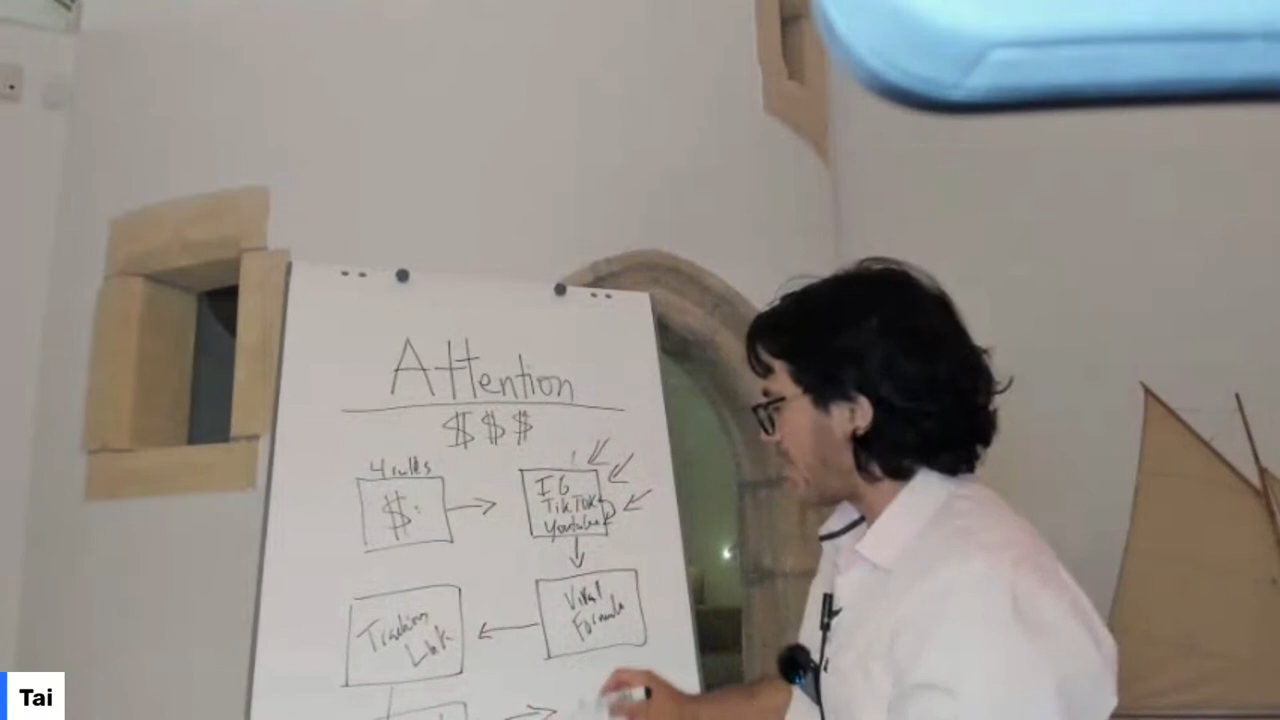 Attention
$ $ $
4 rules
$
IG
TikTok
Youtube
Viral
Formula
Tracking
Link
Tai